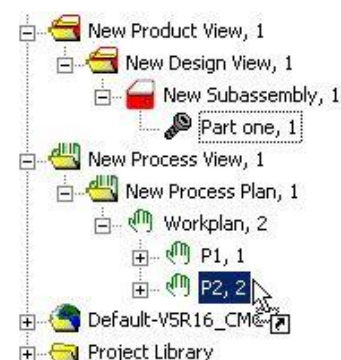 New Product View, 1
New Design View, 1
New Subassembly, 1
Part one, 1
New Process View, 1
New Process Plan, 1
Workplan, 2
P1, 1
P2, 2
Default-V5R16_CMC
Project Library